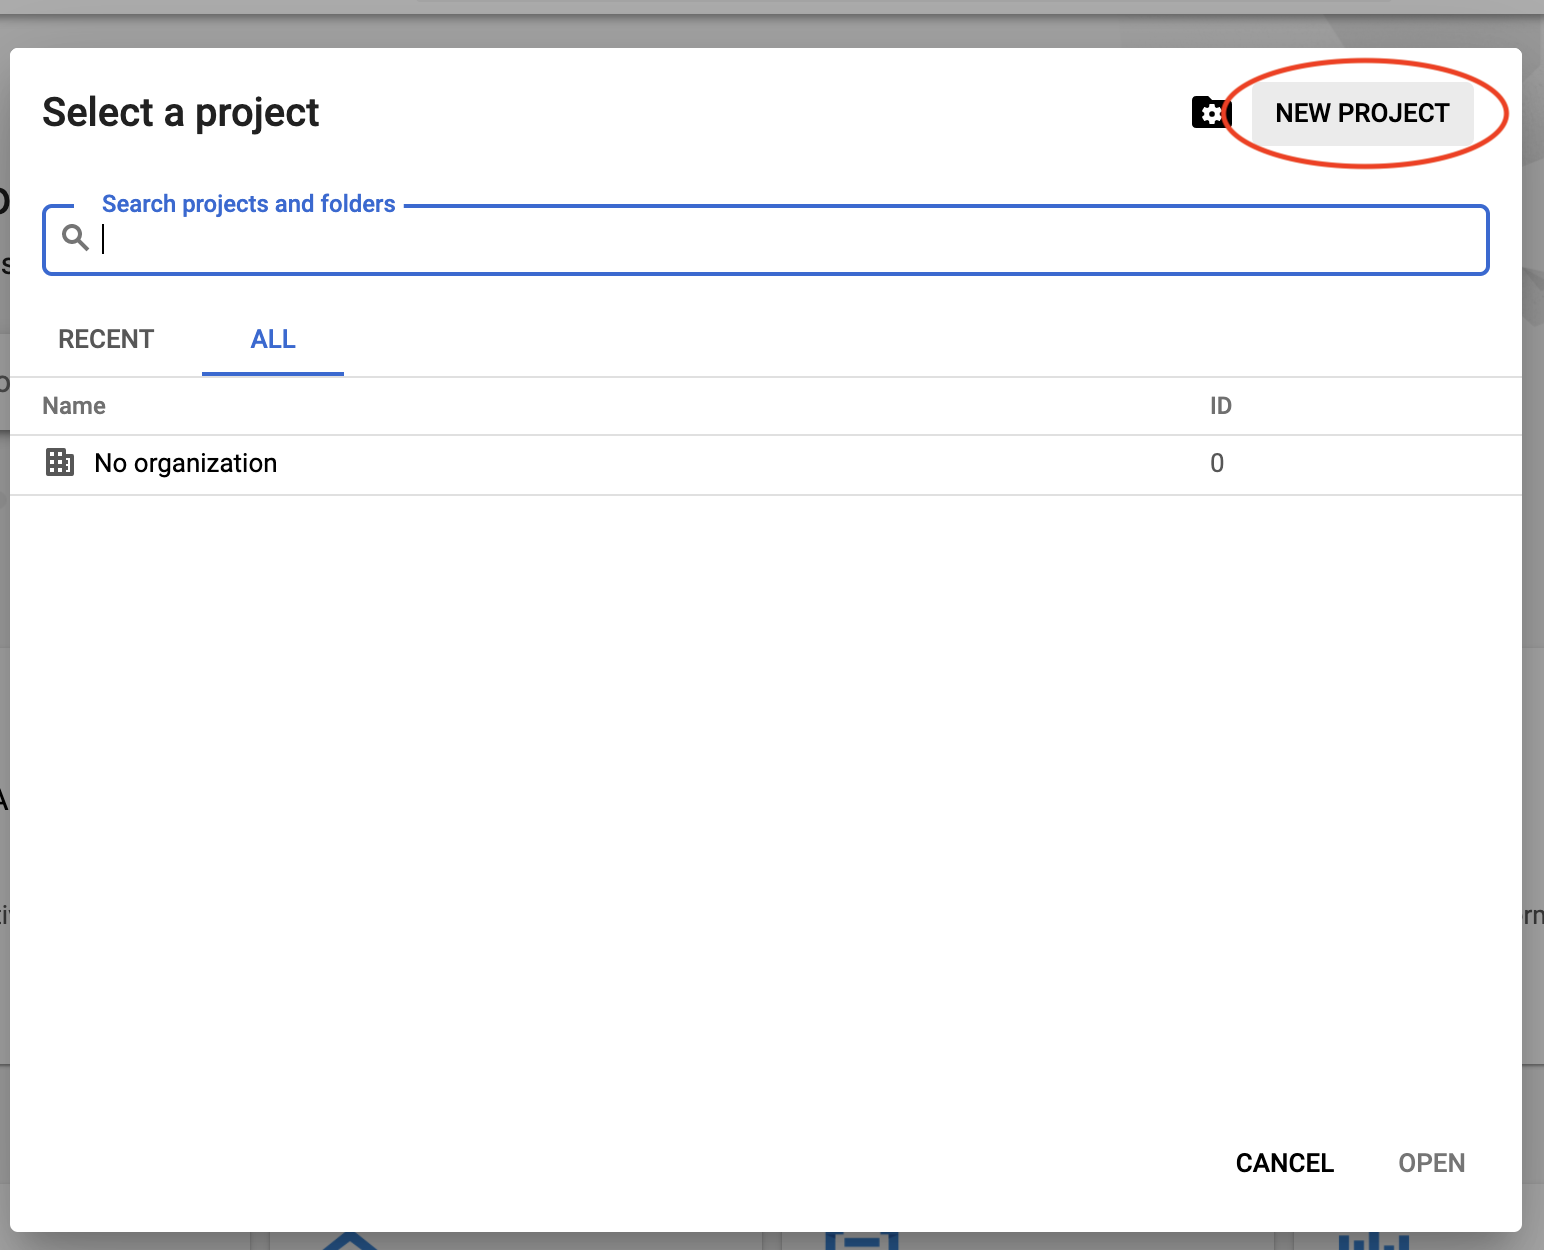 Select a project
NEW PROJECT
Search projects and folders
RECENT
ALL
Name
ID
No organization
0
CANCEL
OPEN